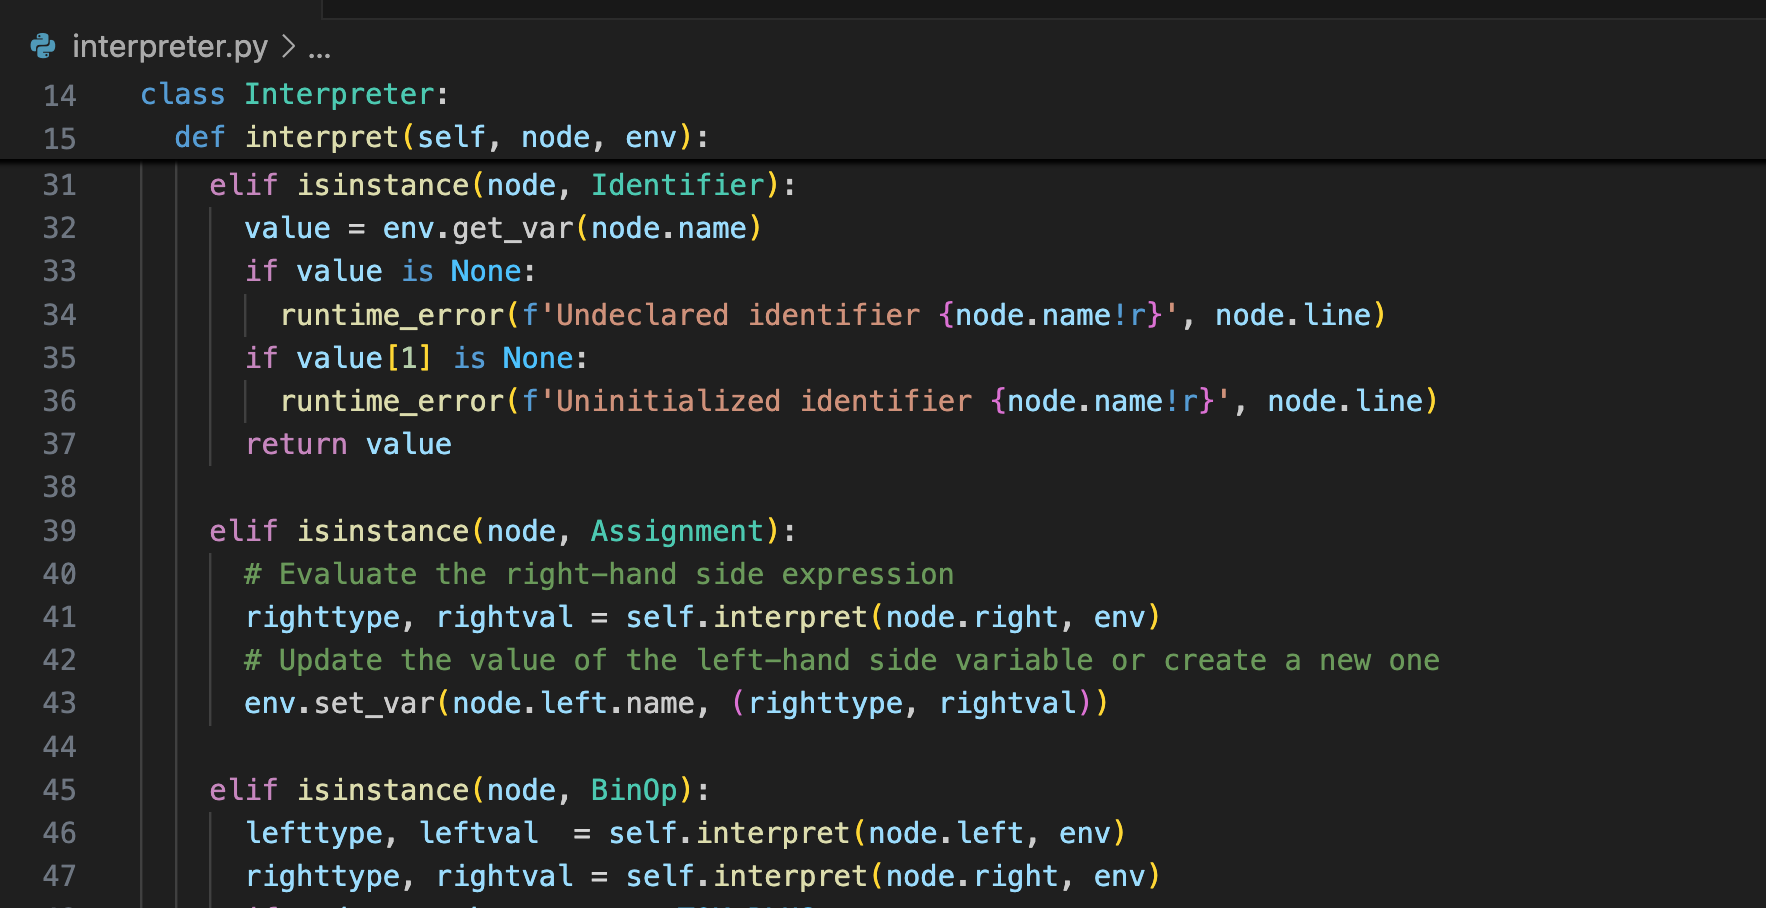 interpreter.py > ...
14 class Interpreter:
15 def interpret(self, node, env):
31 elif isinstance(node, Identifier):
32 value = env.get_var(node.name)
33 if value is None:
34 runtime_error(f'Undeclared identifier {node.name!r}', node.line)
35 if value[1] is None:
36 runtime_error(f'Uninitialized identifier {node.name!r}', node.line)
37 return value
38
39 elif isinstance(node, Assignment):
40 # Evaluate the right-hand side expression
41 righttype, rightval = self.interpret(node.right, env)
42 # Update the value of the left-hand side variable or create a new one
43 env.set_var(node.left.name, (righttype, rightval))
44
45 elif isinstance(node, BinOp):
46 lefttype, leftval  = self.interpret(node.left, env)
47 righttype, rightval = self.interpret(node.right, env)